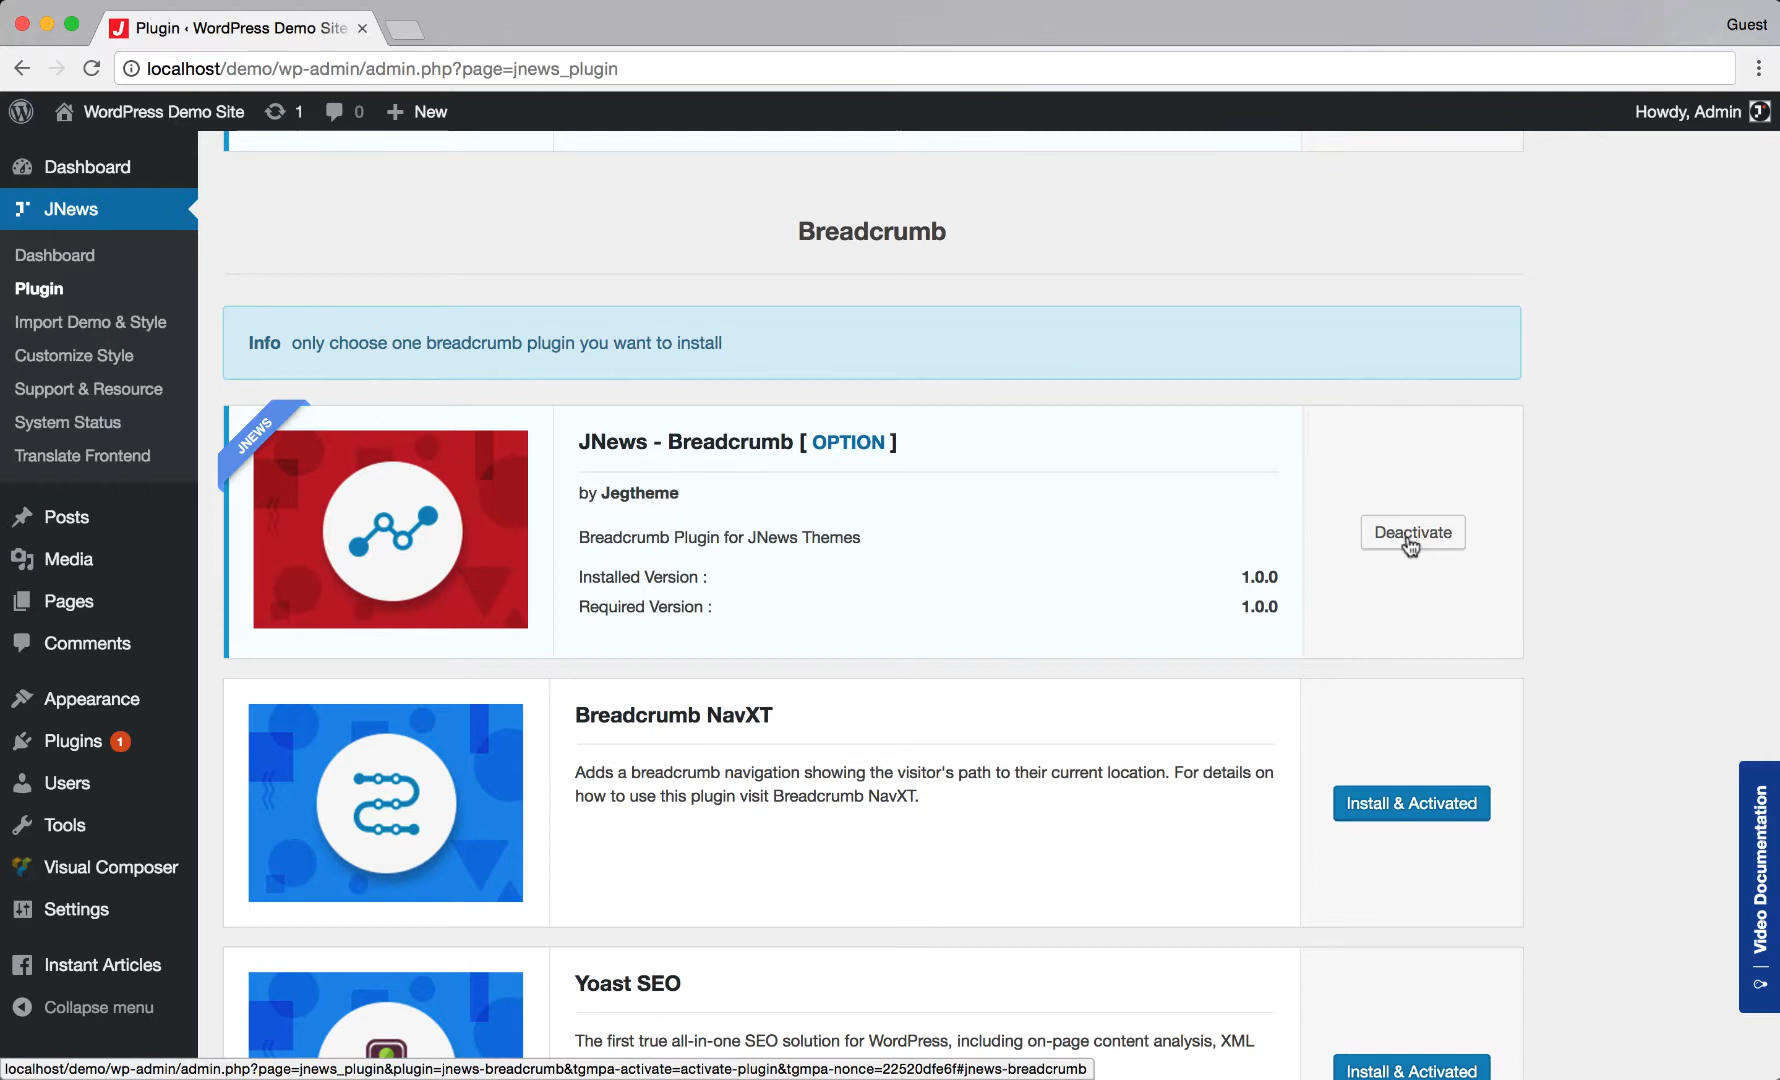 Plugin ‹ WordPress Demo Site
Guest
localhost/demo/wp-admin/admin.php?page=jnews_plugin
WordPress Demo Site
1
0
New
Howdy, Admin
Dashboard
JNews
Dashboard
Plugin
Import Demo & Style
Customize Style
Support & Resource
System Status
Translate Frontend
Posts
Media
Pages
Comments
Appearance
Plugins 1
Users
Tools
Visual Composer
Settings
Instant Articles
Collapse menu
Breadcrumb
Info only choose one breadcrumb plugin you want to install
JNEWS
JNews - Breadcrumb [ OPTION ]
by Jegtheme
Breadcrumb Plugin for JNews Themes
Installed Version : 1.0.0
Required Version : 1.0.0
Deactivate
Breadcrumb NavXT
Adds a breadcrumb navigation showing the visitor's path to their current location. For details on
how to use this plugin visit Breadcrumb NavXT.
Install & Activated
Yoast SEO
The first true all-in-one SEO solution for WordPress, including on-page content analysis, XML
Install & Activated
Video Documentation
localhost/demo/wp-admin/admin.php?page=jnews_plugin&plugin=jnews-breadcrumb&tgmpa-activate=activate-plugin&tgmpa-nonce=22520dfe6f#jnews-breadcrumb